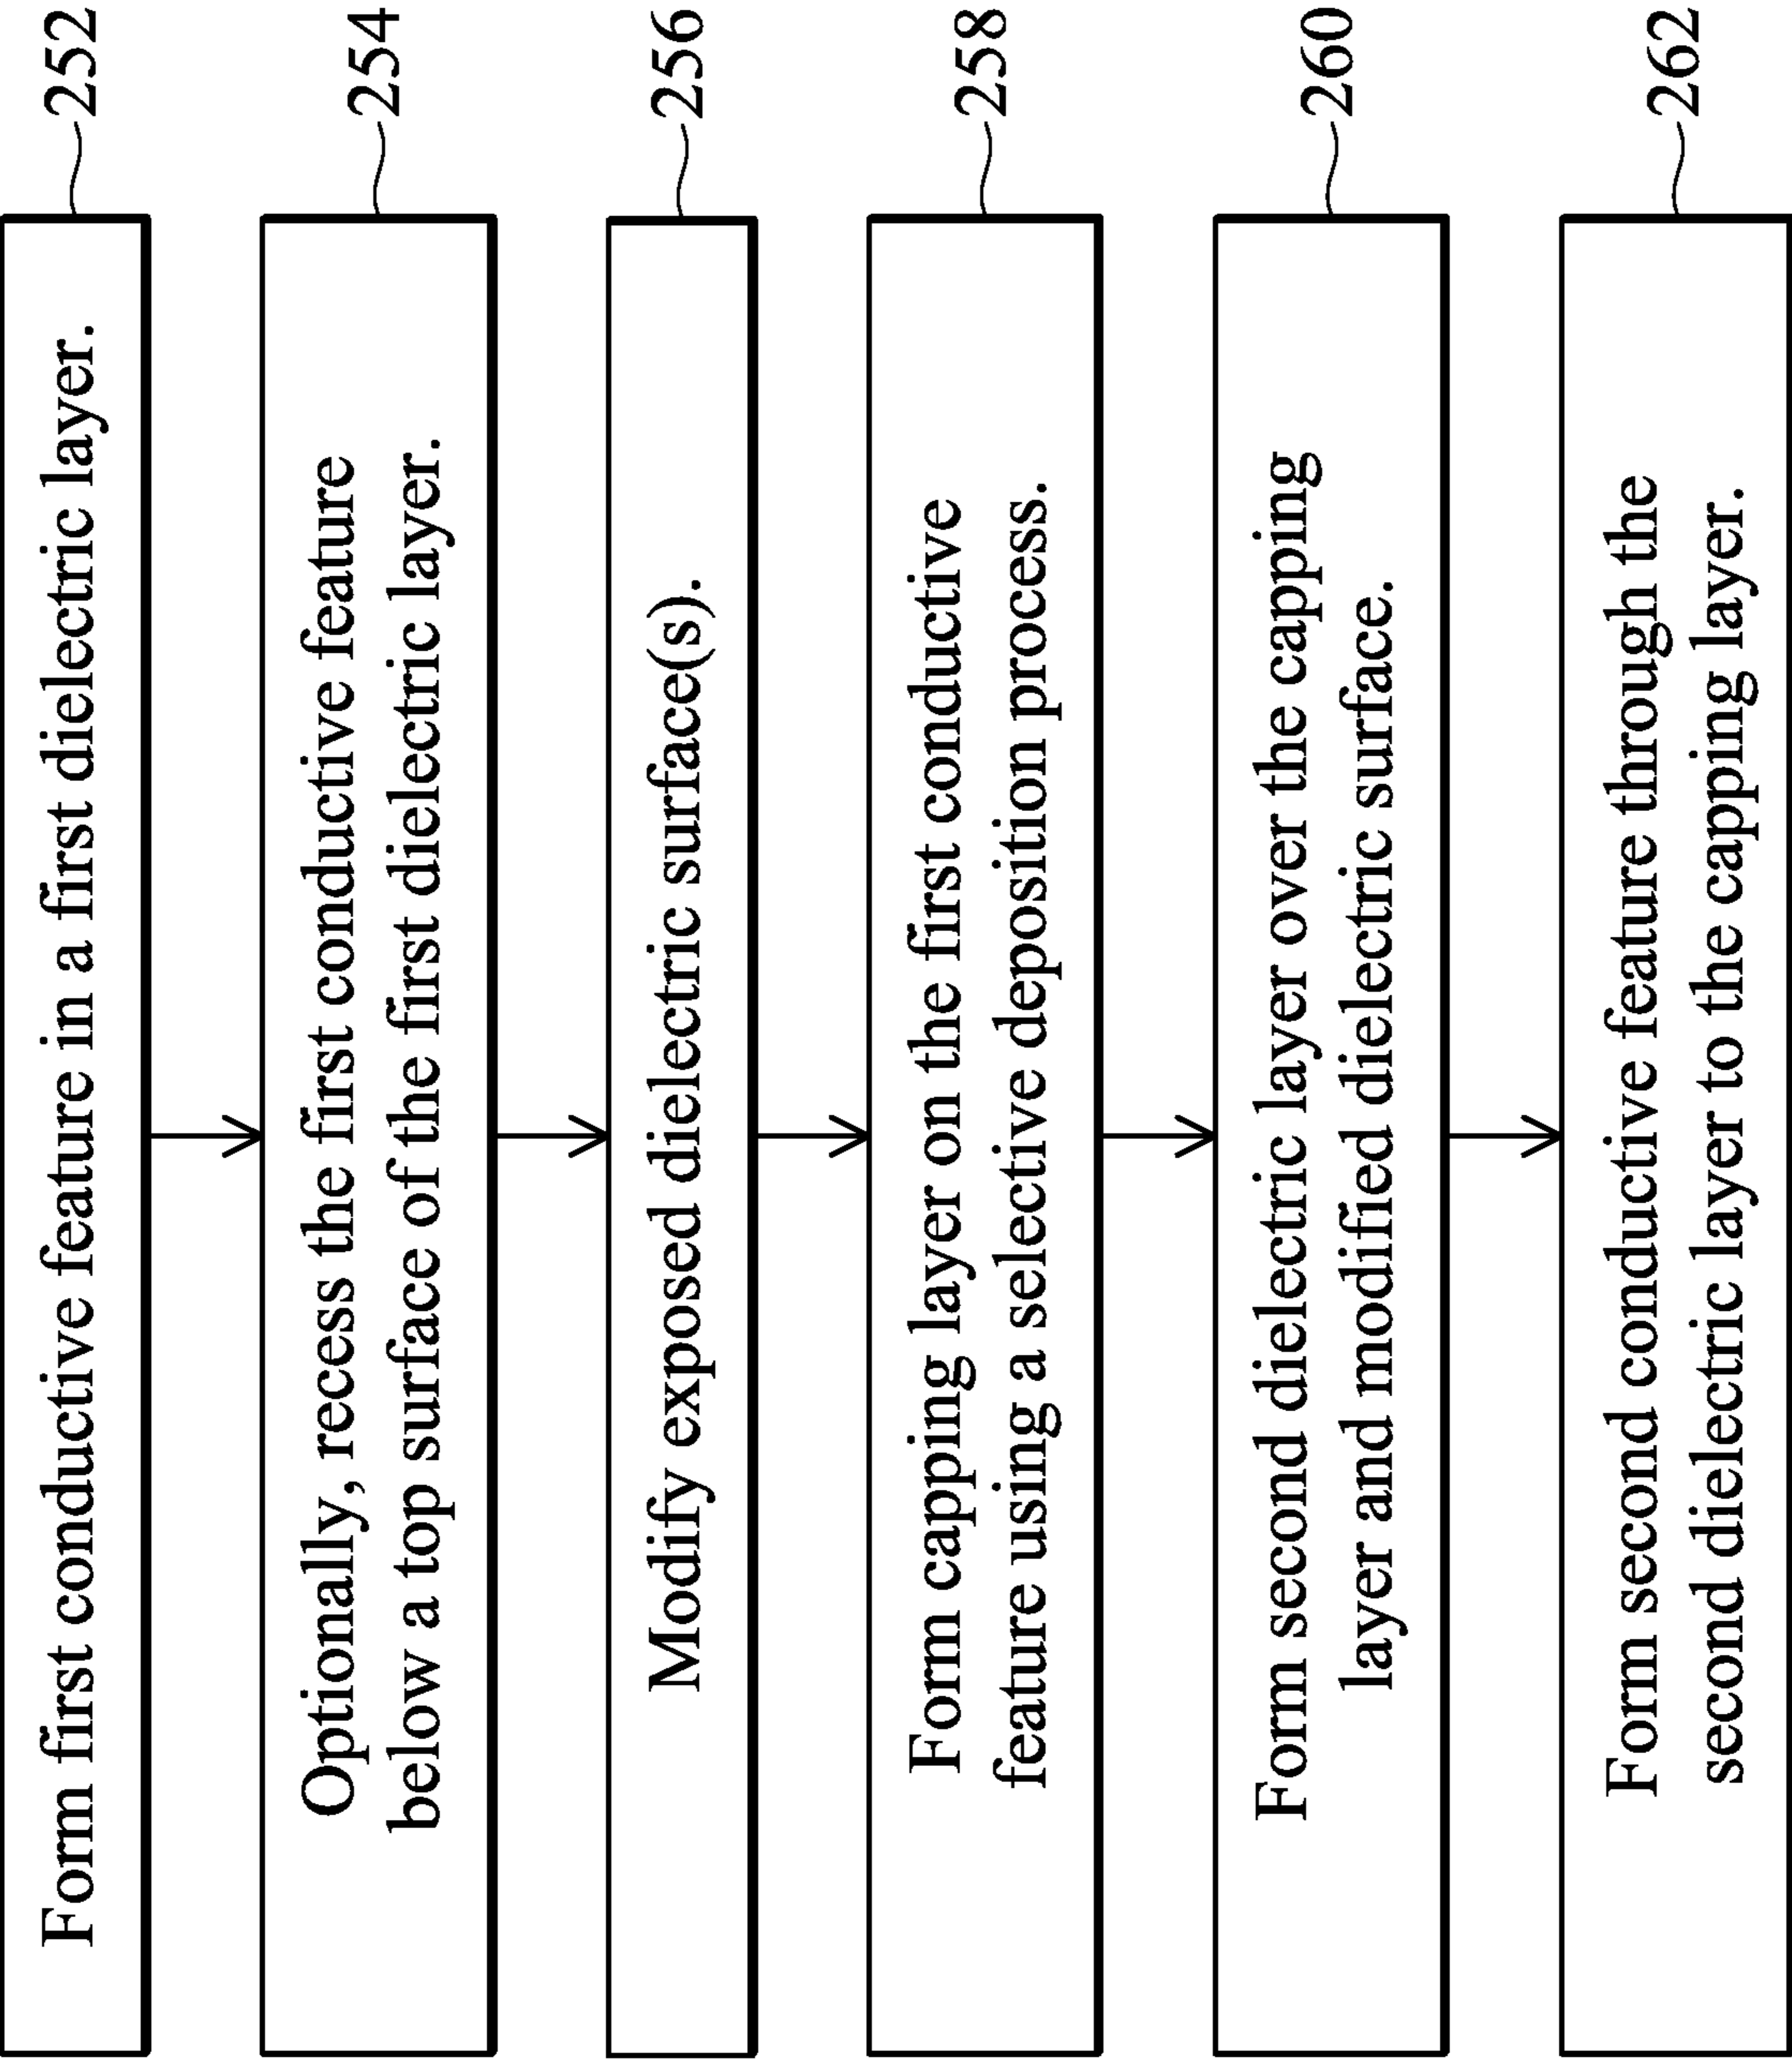 Form first conductive feature in a first dielectric layer.
252
Optionally, recess the first conductive feature
below a top surface of the first dielectric layer.
254
Modify exposed dielectric surface(s).
256
Form capping layer on the first conductive
feature using a selective deposition process.
258
Form second dielectric layer over the capping
layer and modified dielectric surface.
260
Form second conductive feature through the
second dielectric layer to the capping layer.
262